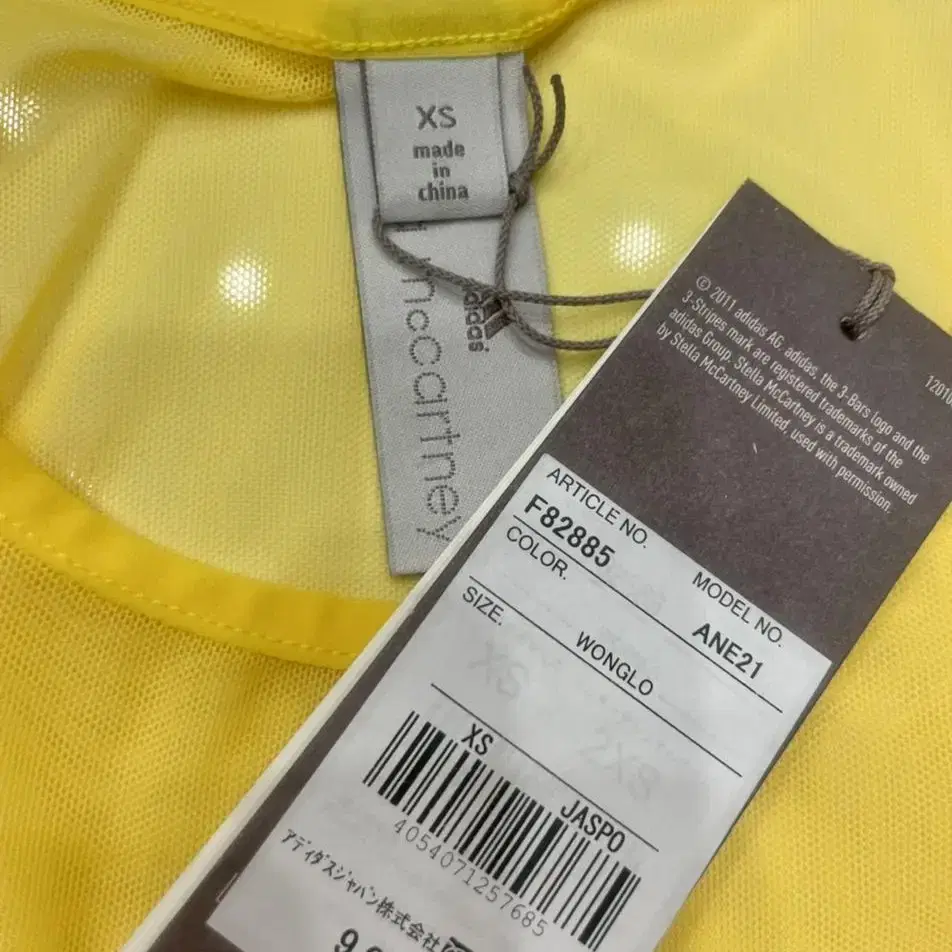 XS
made
in
china
mccartney
adidas
© 2011 adidas AG. adidas, the 3-Bars logo and the
3-Stripes mark are registered trademarks of the
adidas Group. Stella McCartney is a trademark owned
by Stella McCartney Limited, used with permission.
ARTICLE NO.
F82885
MODEL NO.
ANE21
COLOR.
WONGLO
SIZE.
XS
JASPO
4054071257685
アディダスジャパン株式会社